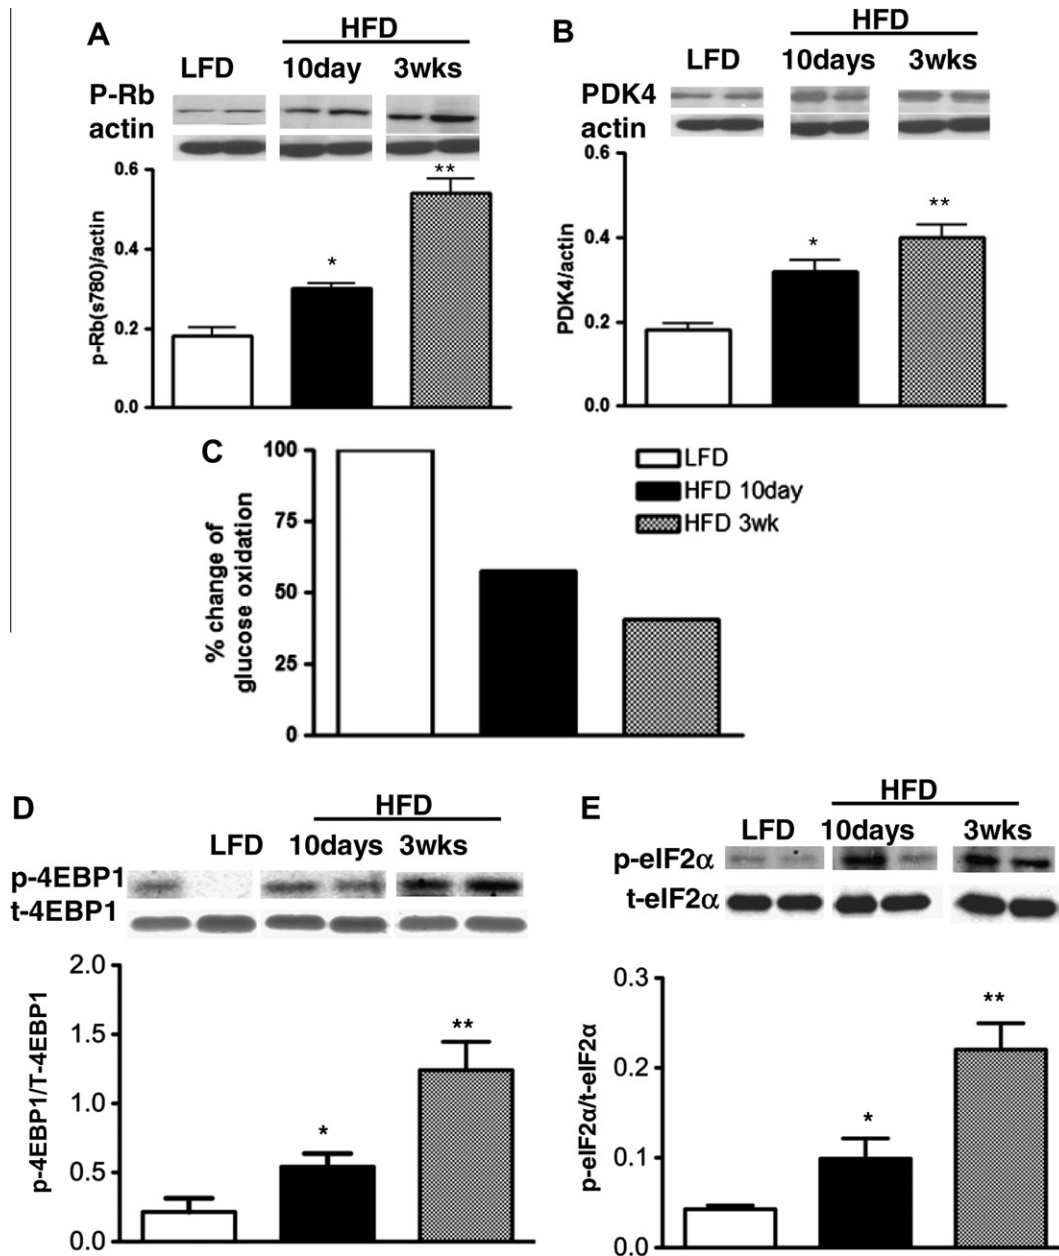 A
HFD
LFD 10day 3wks
P-Rb
actin
0.6
0.4
0.2
0.0
p-Rb(s780)/actin
*
**
B
HFD
LFD 10days 3wks
PDK4
actin
0.6
0.4
0.2
0.0
PDK4/actin
*
**
C
100
75
50
25
0
% change of
glucose oxidation
LFD
HFD 10day
HFD 3wk
D
HFD
LFD 10days 3wks
p-4EBP1
t-4EBP1
2.0
1.5
1.0
0.5
0.0
p-4EBP1/T-4EBP1
*
**
E
HFD
LFD 10days 3wks
p-eIF2α
t-eIF2α
0.3
0.2
0.1
0.0
p-eIF2α/t-eIF2α
*
**